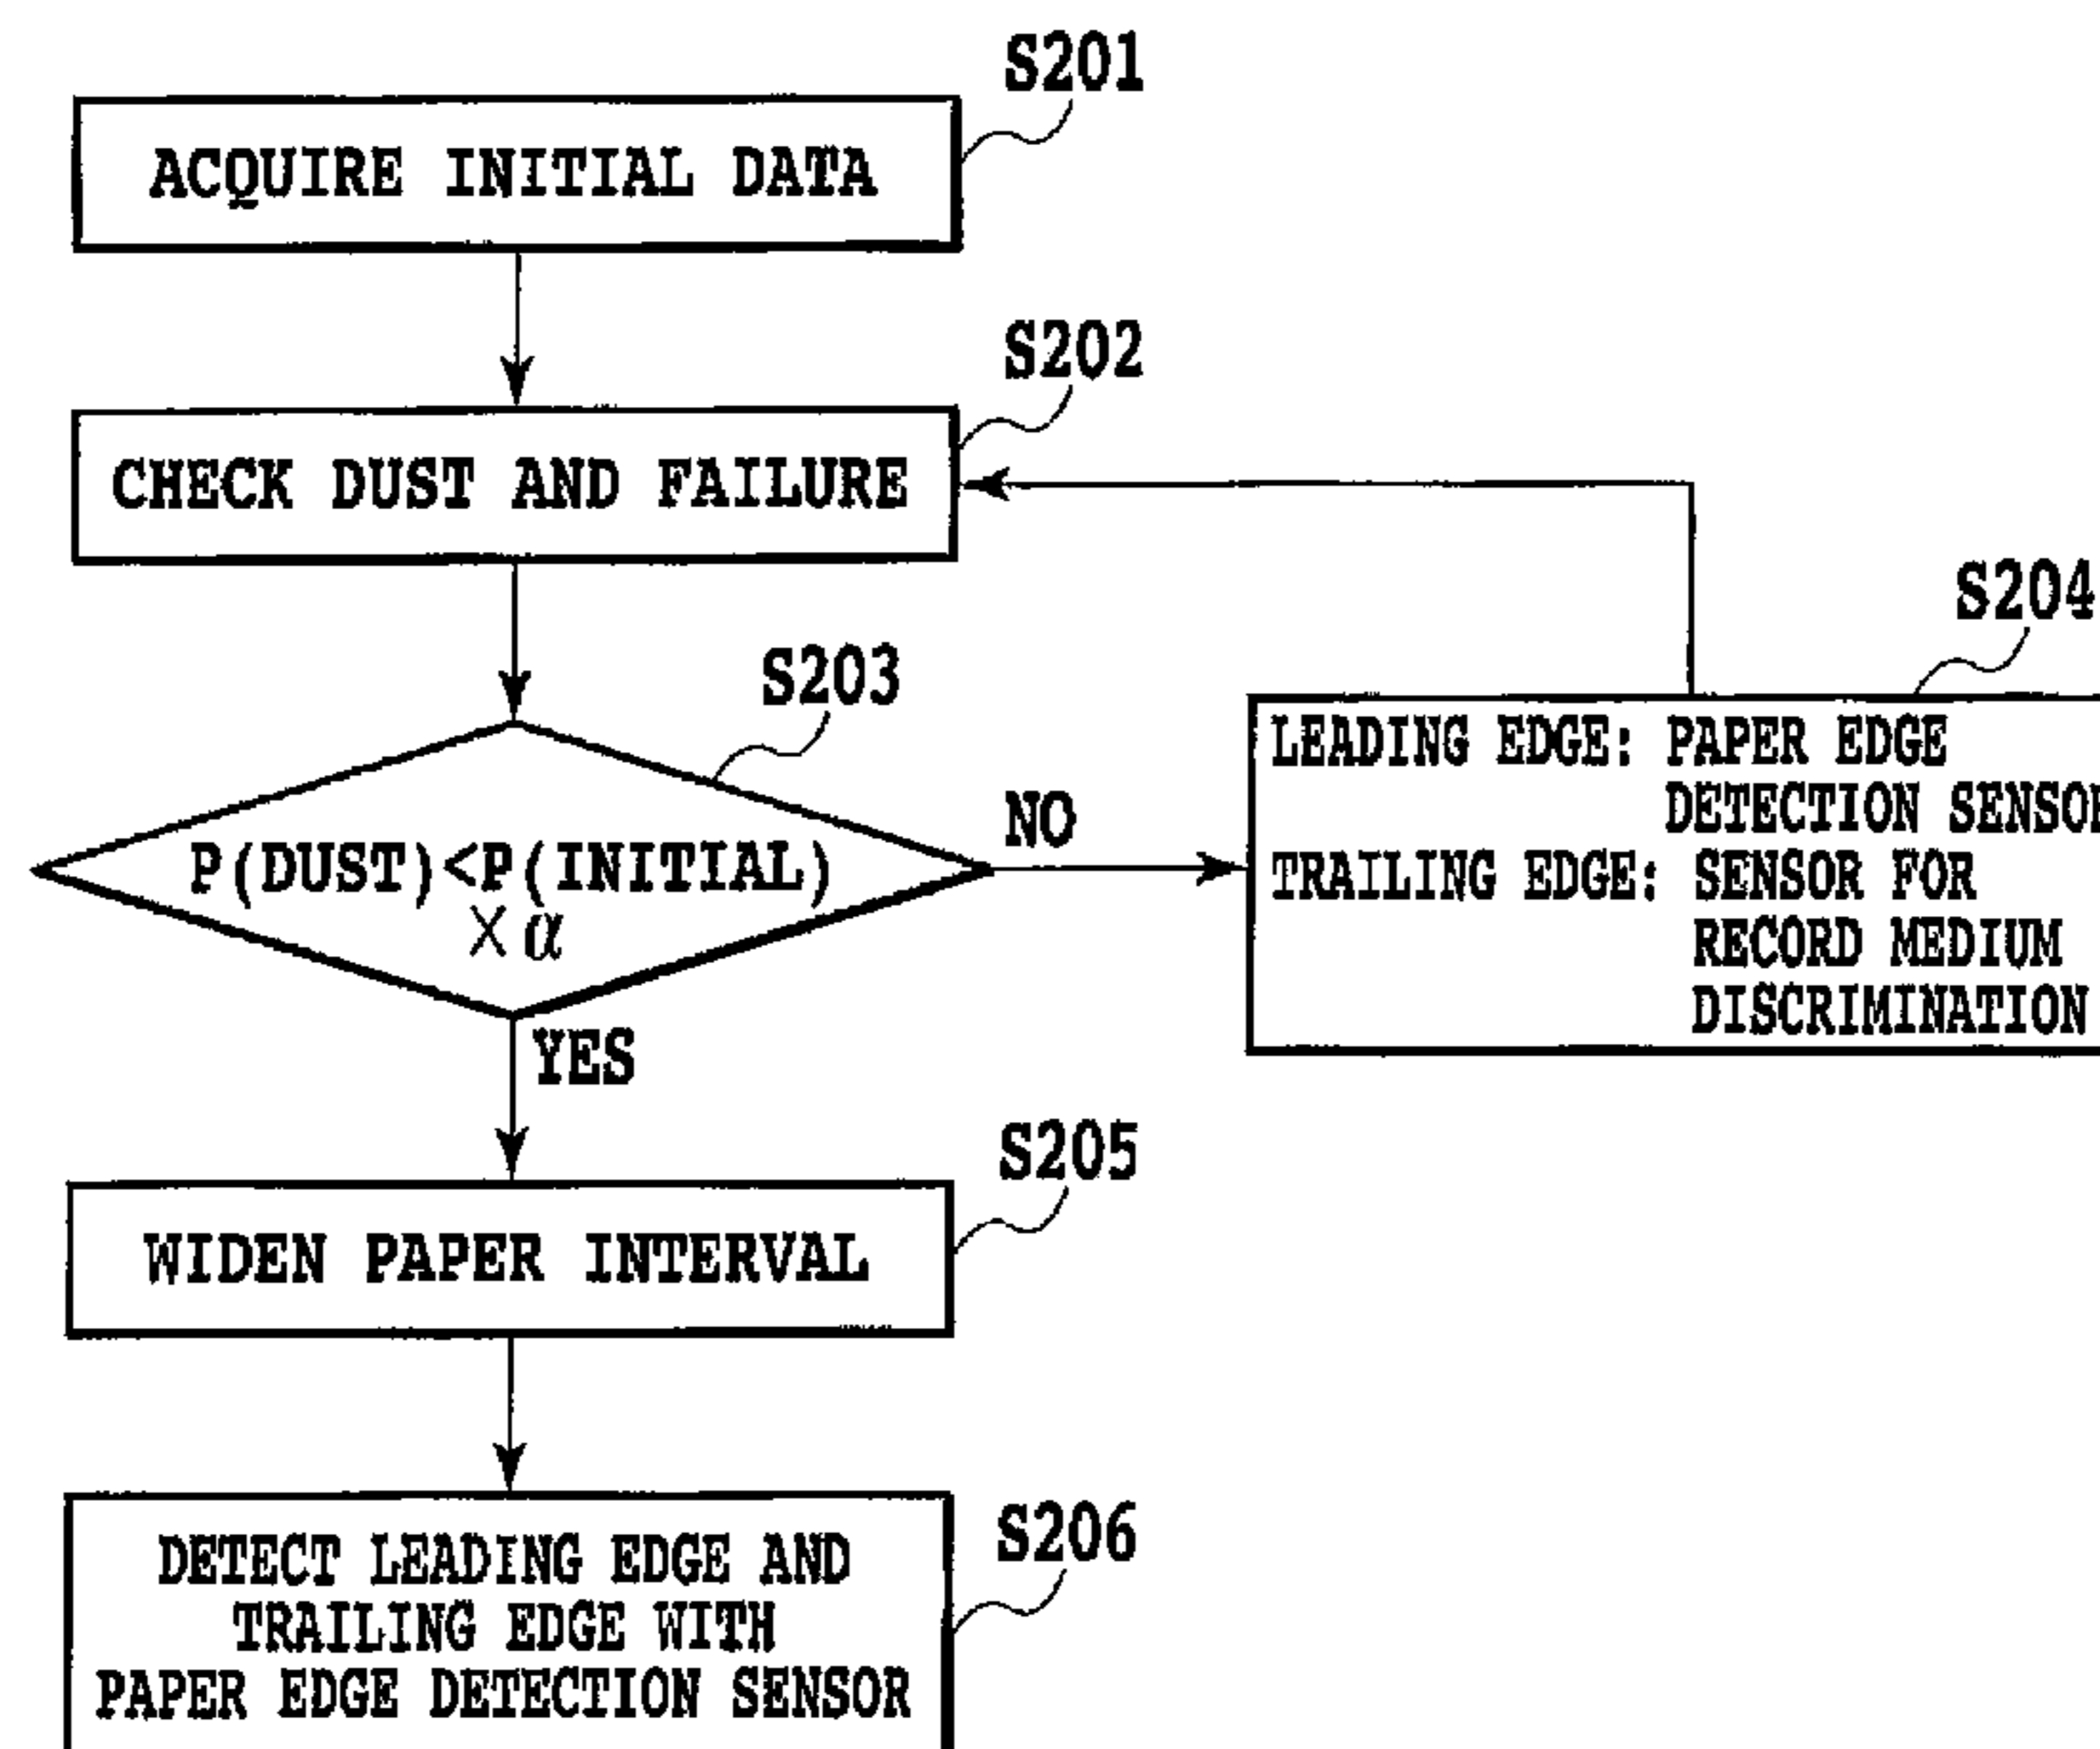 S201
ACQUIRE INITIAL DATA
S202
CHECK DUST AND FAILURE
S203
P(DUST)<P(INITIAL)
×α
NO
YES
S204
LEADING EDGE: PAPER EDGE
DETECTION SENSOR
TRAILING EDGE: SENSOR FOR
RECORD MEDIUM
DISCRIMINATION
S205
WIDEN PAPER INTERVAL
S206
DETECT LEADING EDGE AND
TRAILING EDGE WITH
PAPER EDGE DETECTION SENSOR